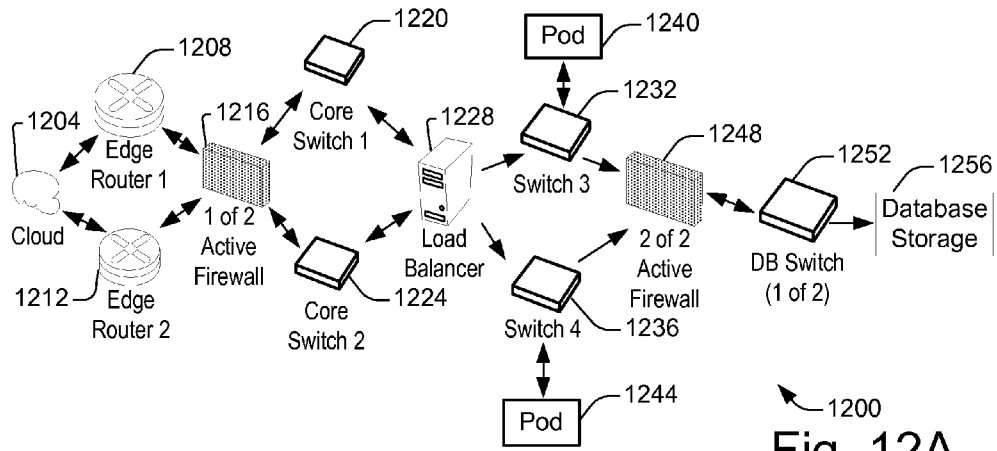 1220
1240
Pod
1208
1232
1204
1216
Core
Switch 1
1228
1248
1252
1256
Edge
Router 1
Switch 3
Database
Storage
Cloud
1 of 2
Active
Firewall
Load
Balancer
2 of 2
Active
Firewall
DB Switch
(1 of 2)
1212
Edge
Router 2
1224
Core
Switch 2
Switch 4
1236
Pod
1244
1200
Fig. 12A